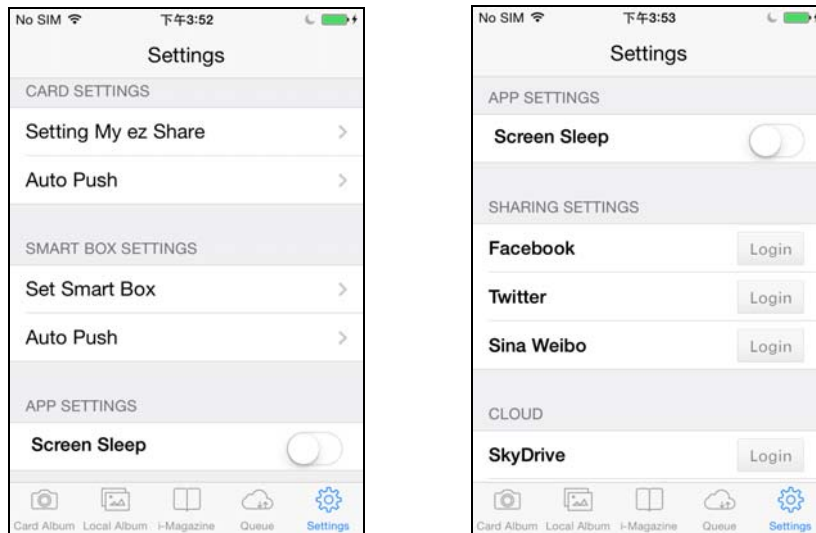 No SIM 下午3:52
Settings
CARD SETTINGS
Setting My ez Share
Auto Push
SMART BOX SETTINGS
Set Smart Box
Auto Push
APP SETTINGS
Screen Sleep
Card Album Local Album i-Magazine Queue Settings
No SIM 下午3:53
Settings
APP SETTINGS
Screen Sleep
SHARING SETTINGS
Facebook Login
Twitter Login
Sina Weibo Login
CLOUD
SkyDrive Login
Card Album Local Album i-Magazine Queue Settings